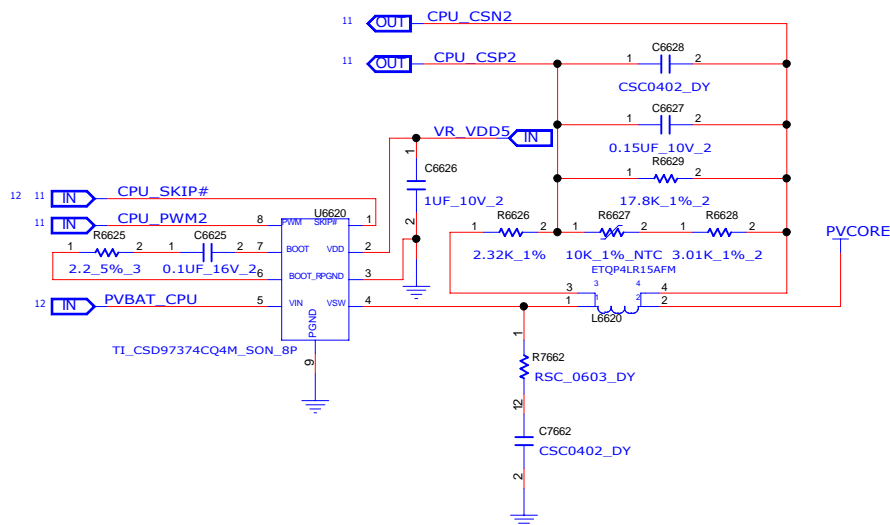 11 OUT CPU_CSN2
11 OUT CPU_CSP2
1 C6628 2
CSC0402_DY
1 C6627 2
0.15UF_10V_2
VR_VDD5 IN
1 R6629 2
17.8K_1%_2
1 C6626
1UF_10V_2
2
12 11 IN CPU_SKIP#
11 IN CPU_PWM2
U6620
8 PWM SKIP# 1
1 R6625 2 1 C6625 2 7 BOOT VDD 2
2.2_5%_3 0.1UF_16V_2
6 BOOT_R PGND 3
12 IN PVBAT_CPU 5 VIN VSW 4
PGND
9
TI_CSD97374CQ4M_SON_8P
1 R6626 2 1 R6627 2 1 R6628 2
2.32K_1% 10K_1%_NTC 3.01K_1%_2
PVCORE
ETQP4LR15AFM
3 3 4 4
1 1 2 2
L6620
1
R7662
RSC_0603_DY
12
C7662
CSC0402_DY
2